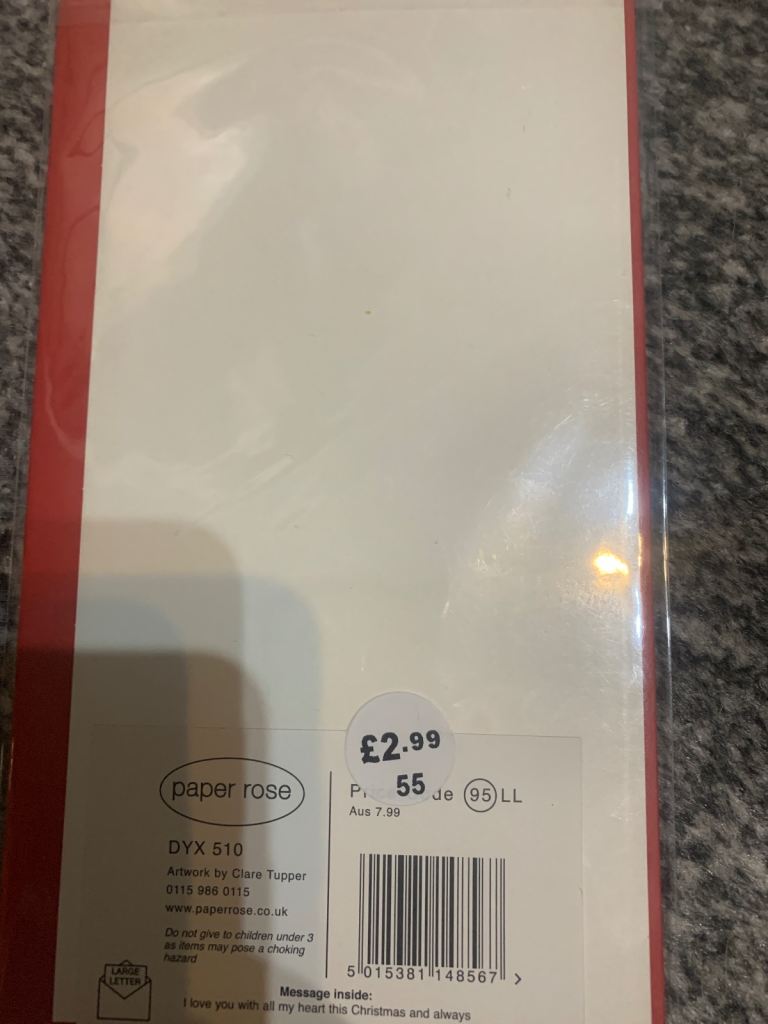 £2.99
55
paper rose
DYX 510
Artwork by Clare Tupper
0115 986 0115
www.paperrose.co.uk
Do not give to children under 3
as items may pose a choking
hazard
LARGE
LETTER
95 LL
Aus 7.99
5 015381 148567 >
Message inside:
I love you with all my heart this Christmas and always